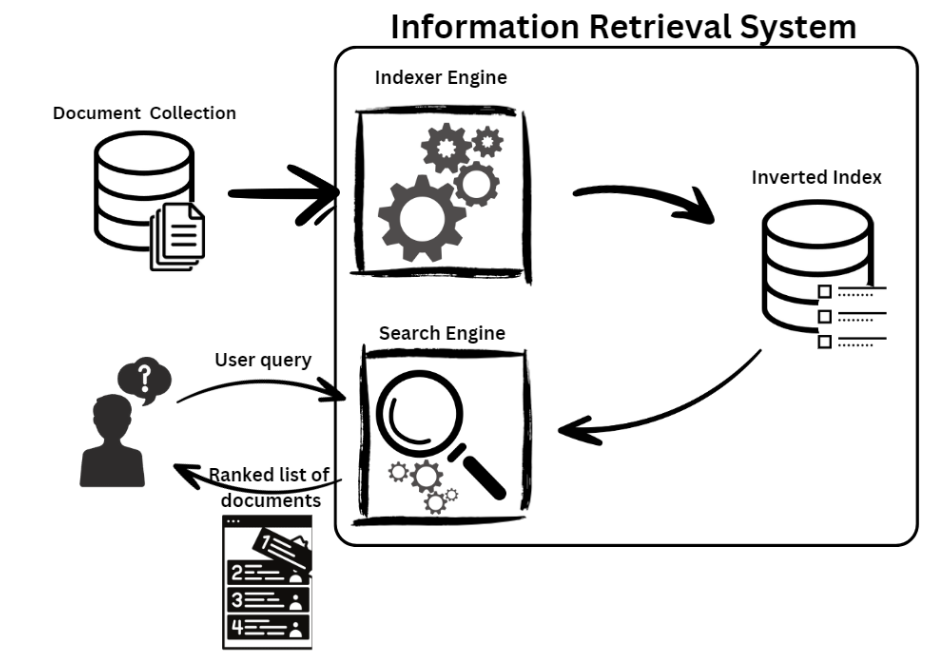 Information Retrieval System
Indexer Engine
Document Collection
Inverted Index
Search Engine
User query
?
Ranked list of
documents
1
2
3
4